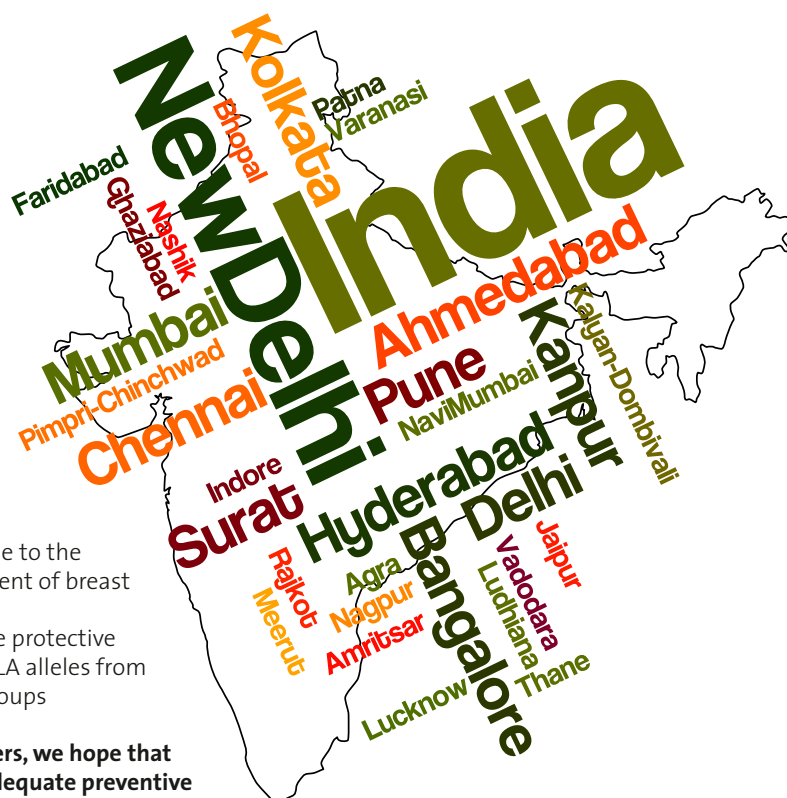 Kolkata
NewDelhi
Bhopal
Patna
Varanasi
India
Faridabad
Ghaziabad
Nashik
Ahmedabad
Mumbai
Pimpri-Chinchwad
Chennai
Pune
NaviMumbai
Kanpur
Kalyan-Dombivali
Indore
Surat
Hyderabad
Delhi
Bangalore
Rajkot
Meerut
Agra
Nagpur
Amritsar
Jaipur
Vadodara
Ludhiana
Thane
Lucknow
e to the
ent of breast
e protective
LA alleles from
oups
ers, we hope that
dequate preventive